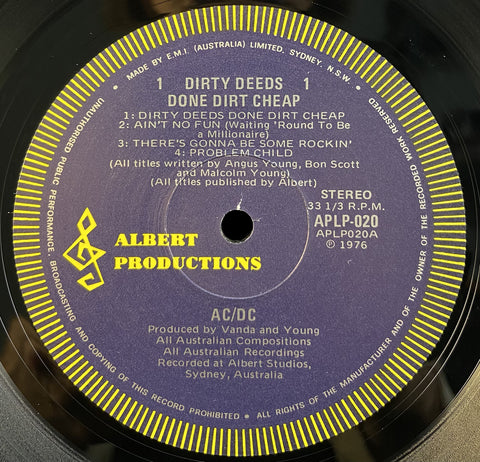 MADE BY E.M.I. (AUSTRALIA) LIMITED, SYDNEY, N.S.W.
1 DIRTY DEEDS 1
DONE DIRT CHEAP
1: DIRTY DEEDS DONE DIRT CHEAP
2: AIN'T NO FUN (Waiting 'Round To Be
a Millionaire)
3: THERE'S GONNA BE SOME ROCKIN'
4: PROBLEM CHILD
(All titles written by Angus Young, Bon Scott
and Malcolm Young)
(All titles published by Albert)
STEREO
33 1/3 R.P.M.
APLP-020
APLP020A
℗ 1976
ALBERT
PRODUCTIONS
AC/DC
Produced by Vanda and Young
All Australian Compositions
All Australian Recordings
Recorded at Albert Studios,
Sydney, Australia
UNAUTHORISED PUBLIC PERFORMANCE, BROADCASTING AND COPYING OF THIS RECORD PROHIBITED • ALL RIGHTS OF THE MANUFACTURER AND OF THE OWNER OF THE RECORDED WORK RESERVED •